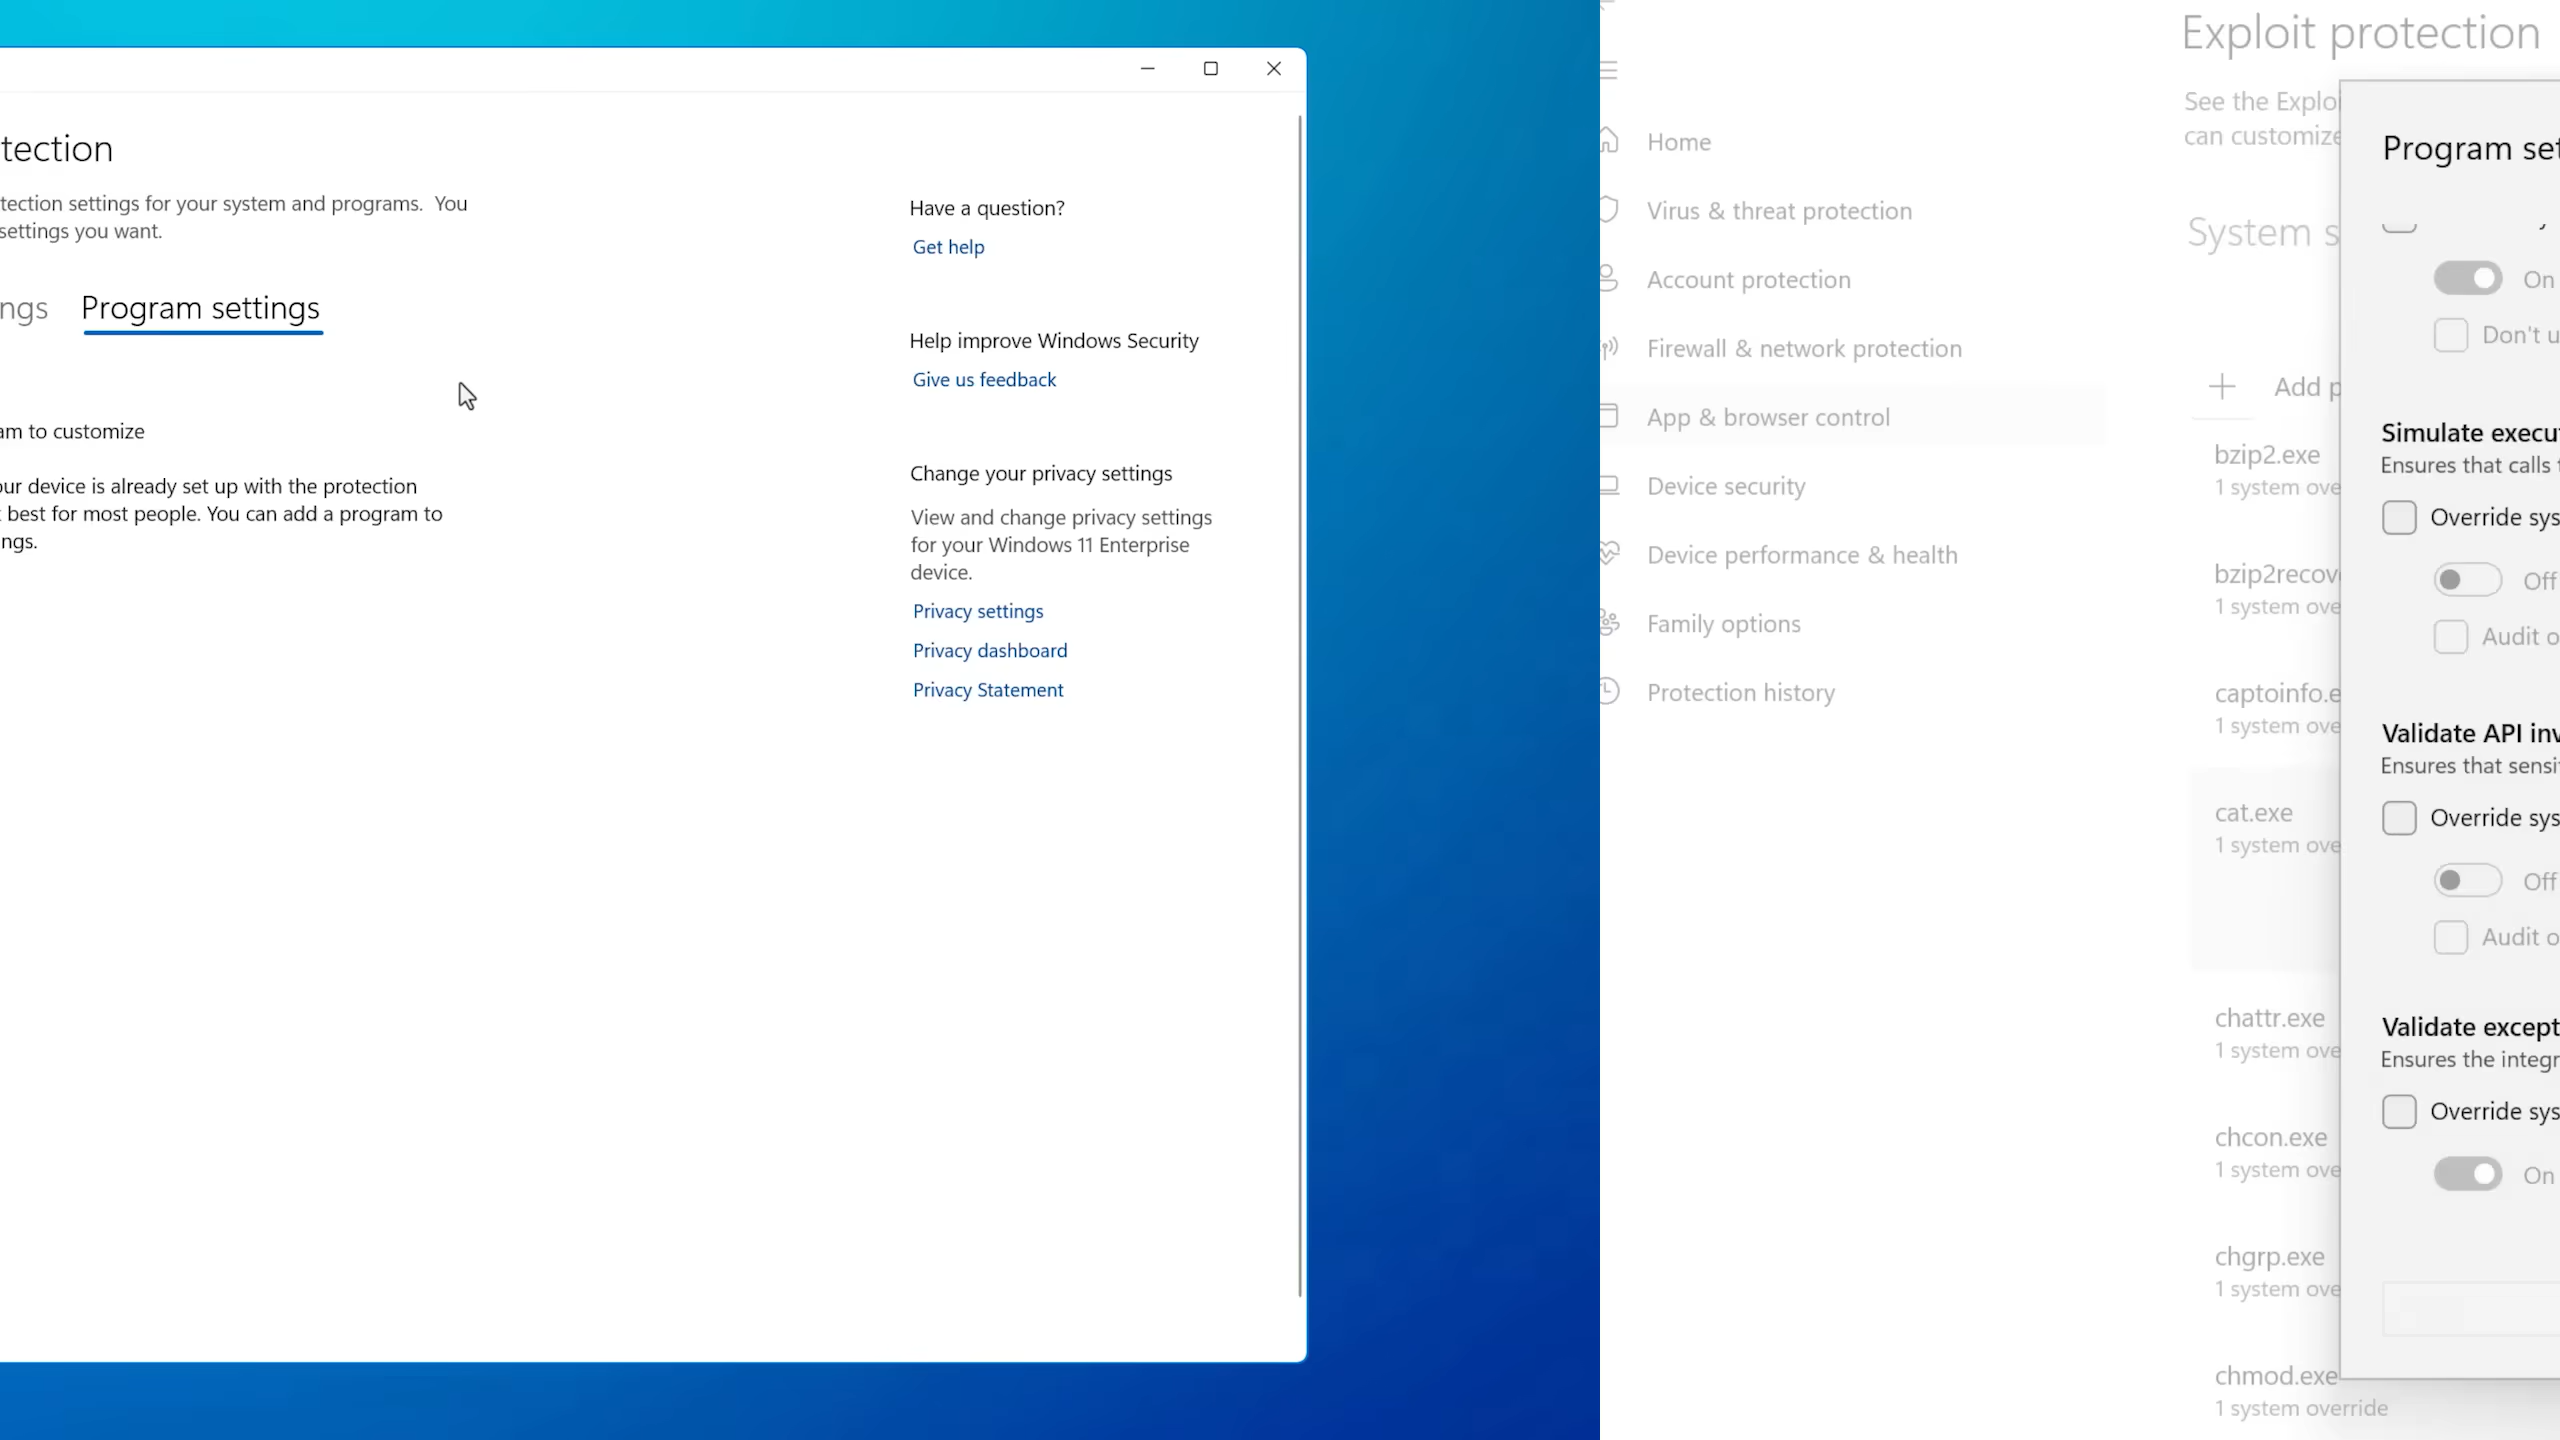 tection
tection settings for your system and programs.  You
settings you want.
ngs
Program settings
am to customize
ur device is already set up with the protection
best for most people. You can add a program to
ngs.
Have a question?
Get help
Help improve Windows Security
Give us feedback
Change your privacy settings
View and change privacy settings
for your Windows 11 Enterprise
device.
Privacy settings
Privacy dashboard
Privacy Statement
Home
Virus & threat protection
Account protection
Firewall & network protection
App & browser control
Device security
Device performance & health
Family options
Protection history
Exploit protection
See the Exploi
can customize
System s
Add p
bzip2.exe
1 system ove
bzip2recov
1 system ove
captoinfo.e
1 system ove
cat.exe
1 system ove
chattr.exe
1 system ove
chcon.exe
1 system ove
chgrp.exe
1 system ove
chmod.exe
1 system override
Program set
On
Don't u
Simulate execut
Ensures that calls t
Override sys
Off
Audit o
Validate API inv
Ensures that sensit
Override sys
Off
Audit o
Validate except
Ensures the integr
Override sys
On